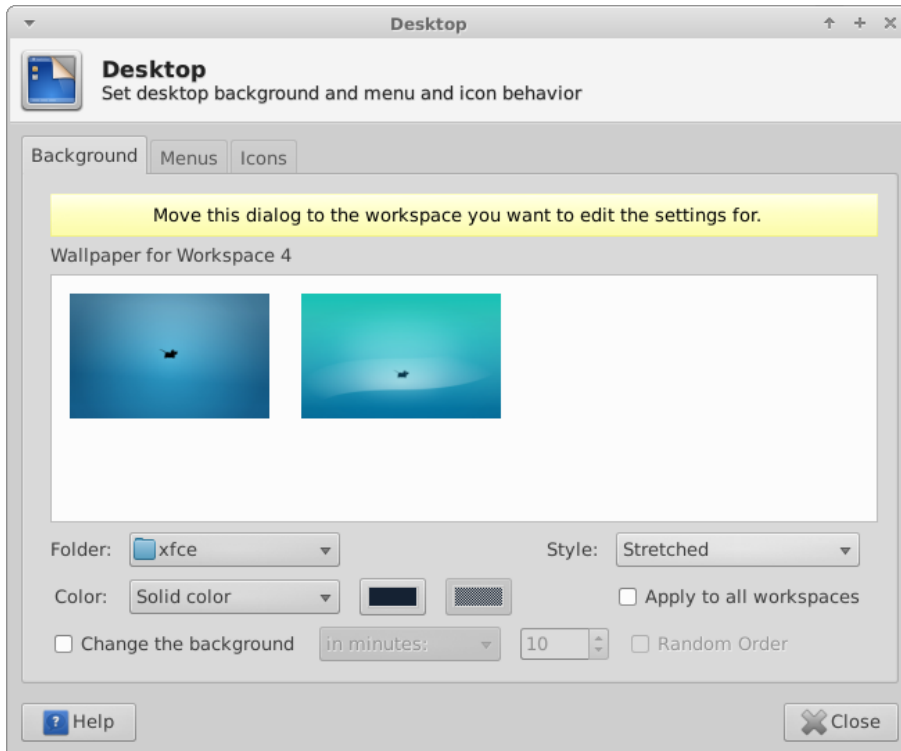 Desktop
Desktop
Set desktop background and menu and icon behavior
Background Menus Icons
Move this dialog to the workspace you want to edit the settings for.
Wallpaper for Workspace 4
Folder: xfce Style: Stretched
Color: Solid color Apply to all workspaces
Change the background in minutes: 10 Random Order
? Help Close